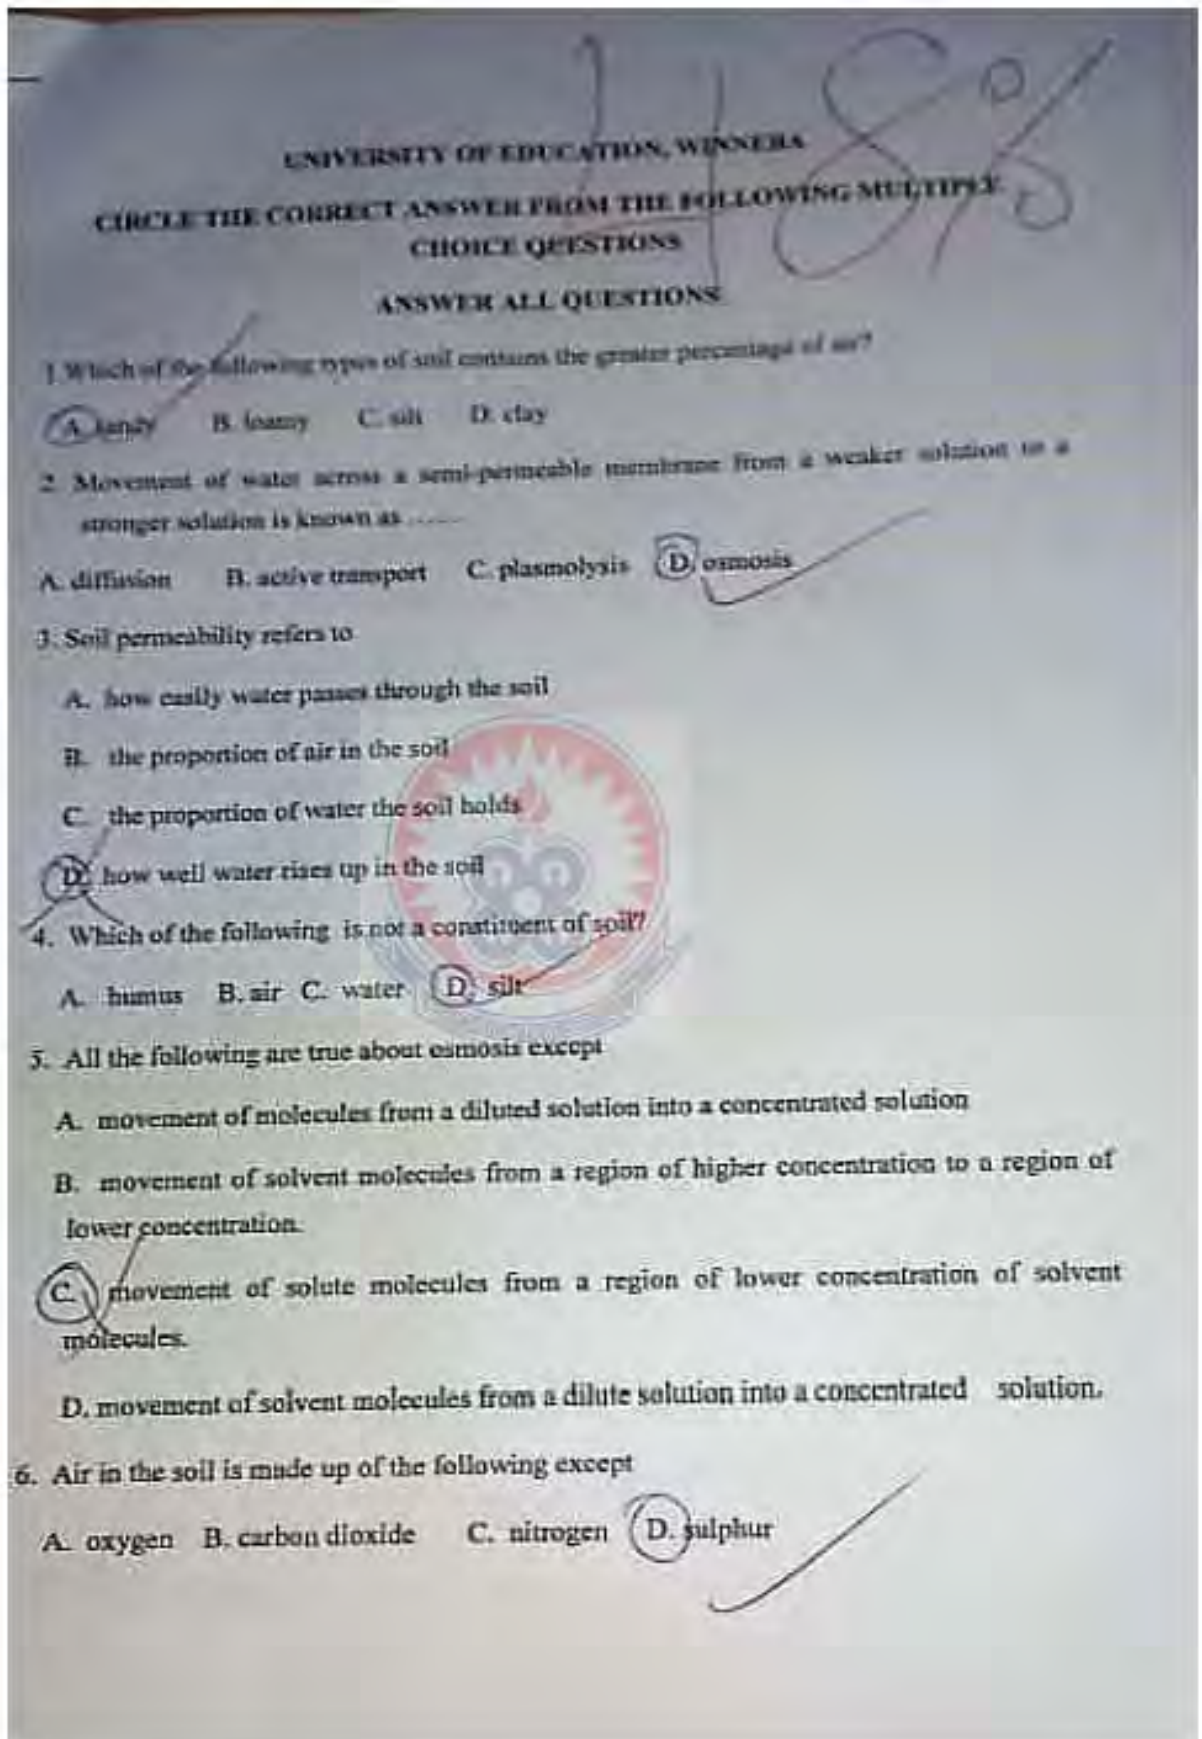 48%
UNIVERSITY OF EDUCATION, WINNEBA
CIRCLE THE CORRECT ANSWER FROM THE FOLLOWING MULTIPLE
CHOICE QUESTIONS
ANSWER ALL QUESTIONS
1 Which of the following types of soil contains the greater percentage of air?
A. sandy B. loamy C. silt D. clay
2. Movement of water across a semi-permeable membrane from a weaker solution to a
stronger solution is known as ……
A. diffusion B. active transport C. plasmolysis D. osmosis
3. Soil permeability refers to
A. how easily water passes through the soil
B. the proportion of air in the soil
C. the proportion of water the soil holds
D. how well water rises up in the soil
4. Which of the following is not a constituent of soil?
A. humus B. air C. water D. silt
5. All the following are true about osmosis except
A. movement of molecules from a diluted solution into a concentrated solution
B. movement of solvent molecules from a region of higher concentration to a region of
lower concentration.
C. movement of solute molecules from a region of lower concentration of solvent
molecules.
D. movement of solvent molecules from a dilute solution into a concentrated solution.
6. Air in the soil is made up of the following except
A. oxygen B. carbon dioxide C. nitrogen D. sulphur